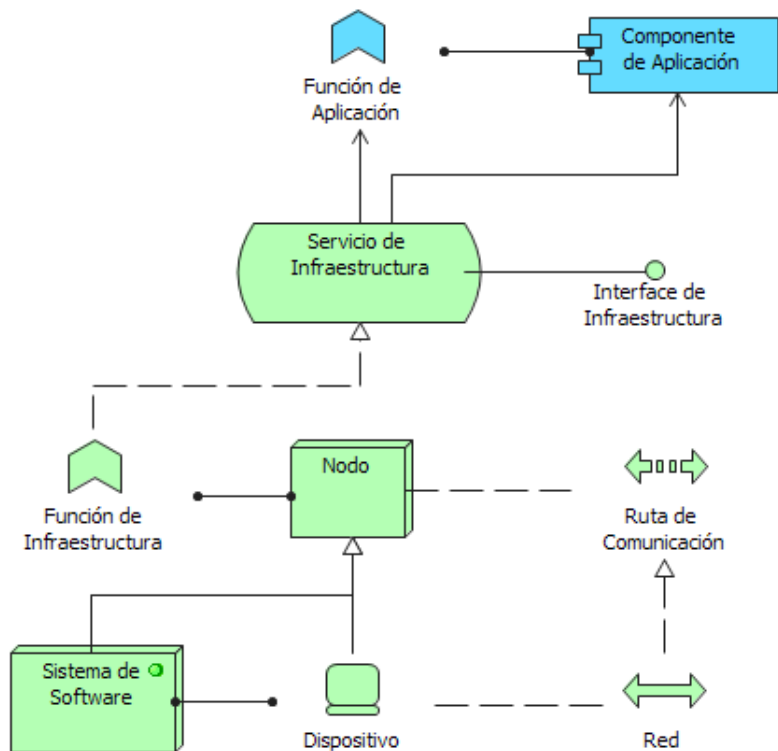 Componente
de Aplicación
Función de
Aplicación
Servicio de
Infraestructura
Interface de
Infraestructura
Nodo
Función de
Infraestructura
Ruta de
Comunicación
Sistema de
Software
Dispositivo
Red